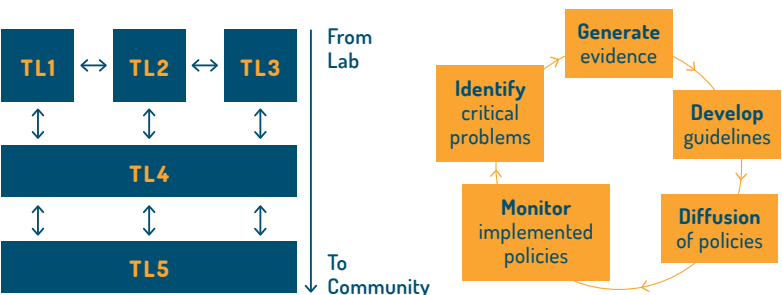 TL1
TL2
TL3
From
Lab
TL4
TL5
To
Community
Generate
evidence
Develop
guidelines
Diffusion
of policies
Monitor
implemented
policies
Identify
critical
problems